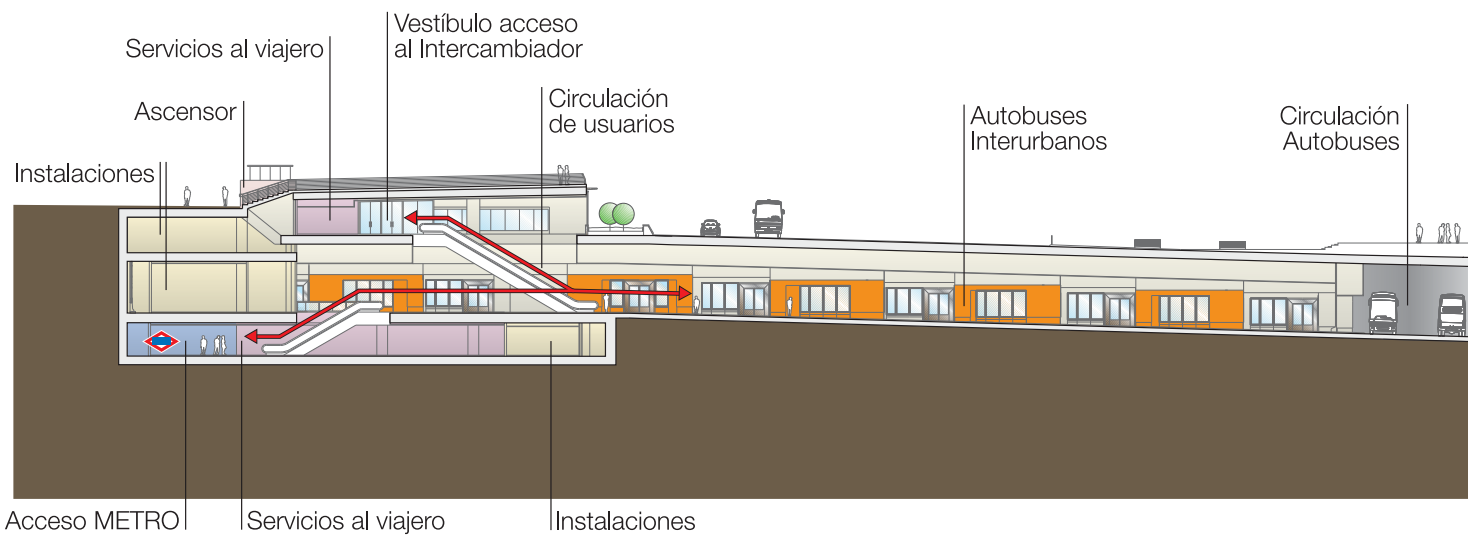 Vestíbulo acceso
al Intercambiador
Servicios al viajero
Ascensor
Circulación
de usuarios
Autobuses
Interurbanos
Circulación
Autobuses
Instalaciones
Acceso METRO
Servicios al viajero
Instalaciones